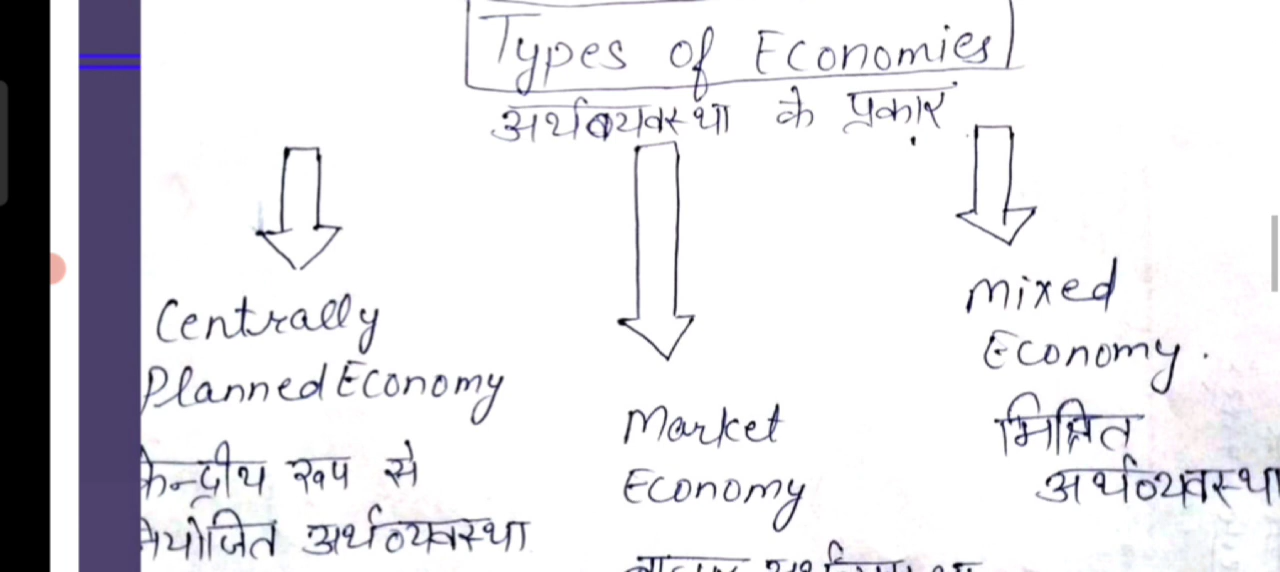 Types of Economies
अर्थव्यवस्था के प्रकार
Centrally
Planned Economy
केन्द्रीय रूप से
नियोजित अर्थव्यवस्था
Market
Economy
Mixed
Economy.
मिश्रित
अर्थव्यवस्था